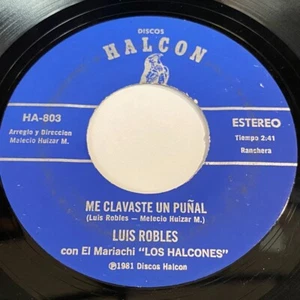 DISCOS
HALCON
HA-803
ESTEREO
Arreglo y Direccion
Malecio Huizar M.
Tiempo 2:41
Ranchera
ME CLAVASTE UN PUÑAL
(Luis Robles — Melecio Huizar M.)
LUIS ROBLES
con El Mariachi "LOS HALCONES"
℗1981 Discos Halcon